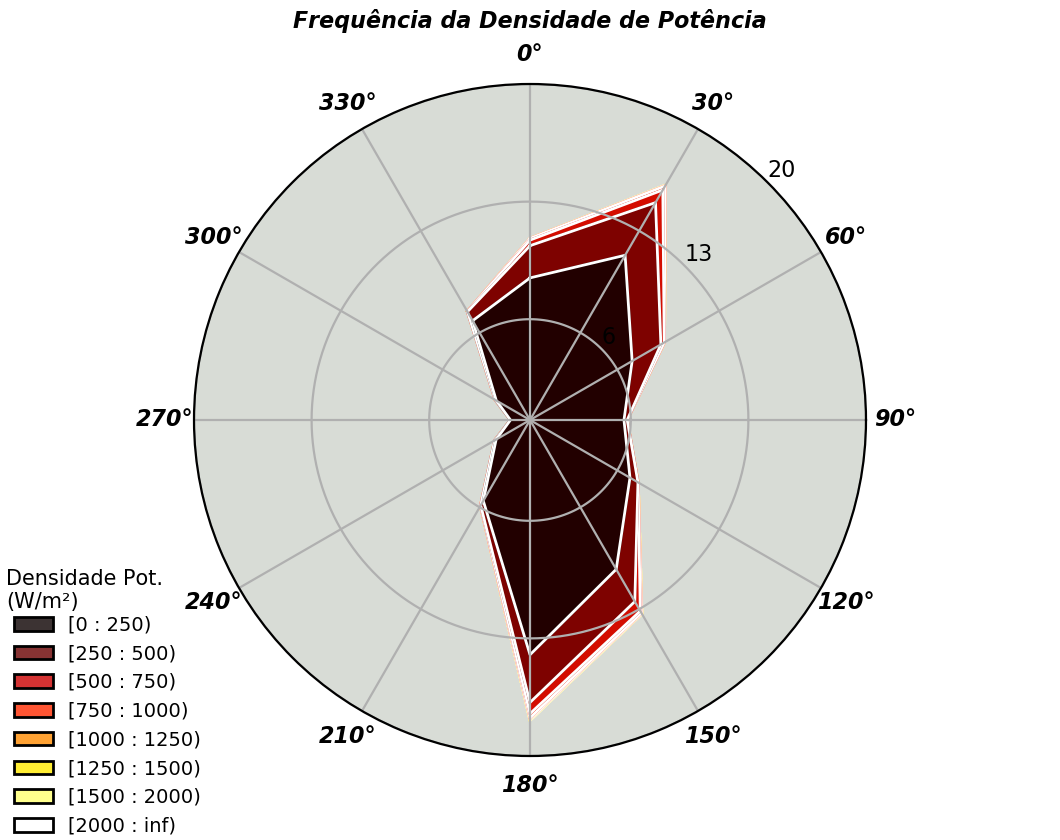 Frequência da Densidade de Potência
0°
330°
30°
20
300°
60°
13
6
270°
90°
Densidade Pot.
(W/m²)
240°
120°
[0 : 250)
[250 : 500)
[500 : 750)
[750 : 1000)
210°
150°
[1000 : 1250)
[1250 : 1500)
180°
[1500 : 2000)
[2000 : inf)